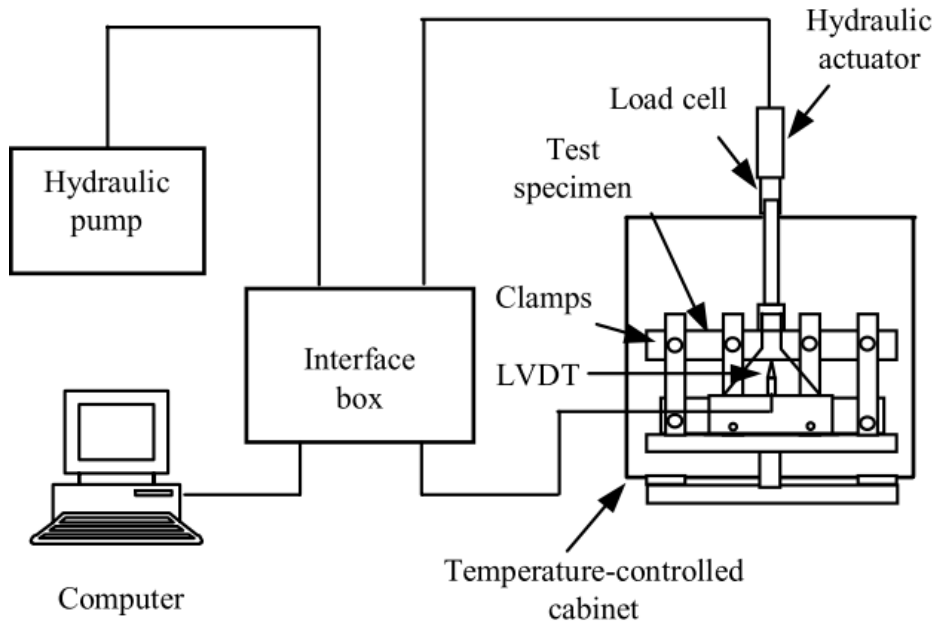 Hydraulic
actuator
Load cell
Test
specimen
Hydraulic
pump
Clamps
Interface
box
LVDT
Temperature-controlled
cabinet
Computer